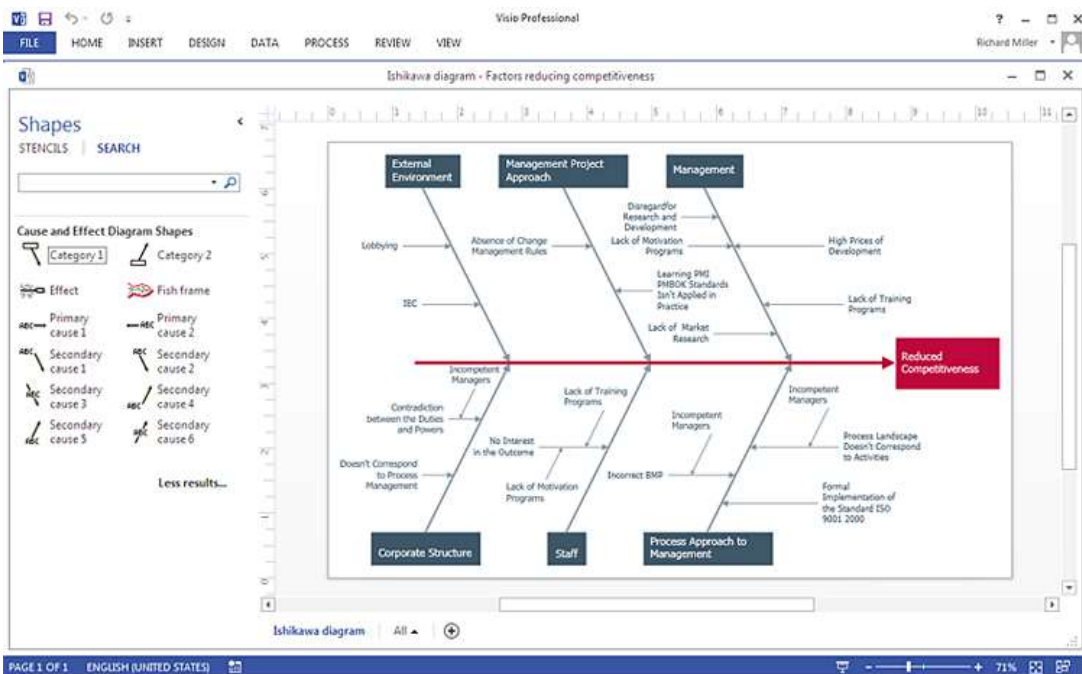 Visio Professional
FILE HOME INSERT DESIGN DATA PROCESS REVIEW VIEW
Richard Miller
Ishikawa diagram - Factors reducing competitiveness
Shapes
STENCILS SEARCH
Cause and Effect Diagram Shapes
Category 1
Category 2
Effect
Fish frame
Primary
cause 1
Primary
cause 2
Secondary
cause 1
Secondary
cause 2
Secondary
cause 3
Secondary
cause 4
Secondary
cause 5
Secondary
cause 6
Less results...
External
Environment
Management Project
Approach
Management
Lobbying
IEC
Absence of Change
Management Rules
Learning PMI
PMBOK Standards
Isn't Applied in
Practice
Disregard for
Research and
Development
Lack of Motivation
Programs
Lack of Market
Research
High Prices of
Development
Lack of Training
Programs
Reduced
Competitiveness
Incompetent
Managers
Contradiction
between the Duties
and Powers
Doesn't Correspond
to Process
Management
Lack of Training
Programs
No Interest
in the Outcome
Lack of Motivation
Programs
Incompetent
Managers
Incorrect BMP
Incompetent
Managers
Process Landscape
Doesn't Correspond
to Activities
Formal
Implementation of
the Standard ISO
9001 2000
Corporate Structure
Staff
Process Approach to
Management
Ishikawa diagram All
PAGE 1 OF 1 ENGLISH (UNITED STATES) 71%